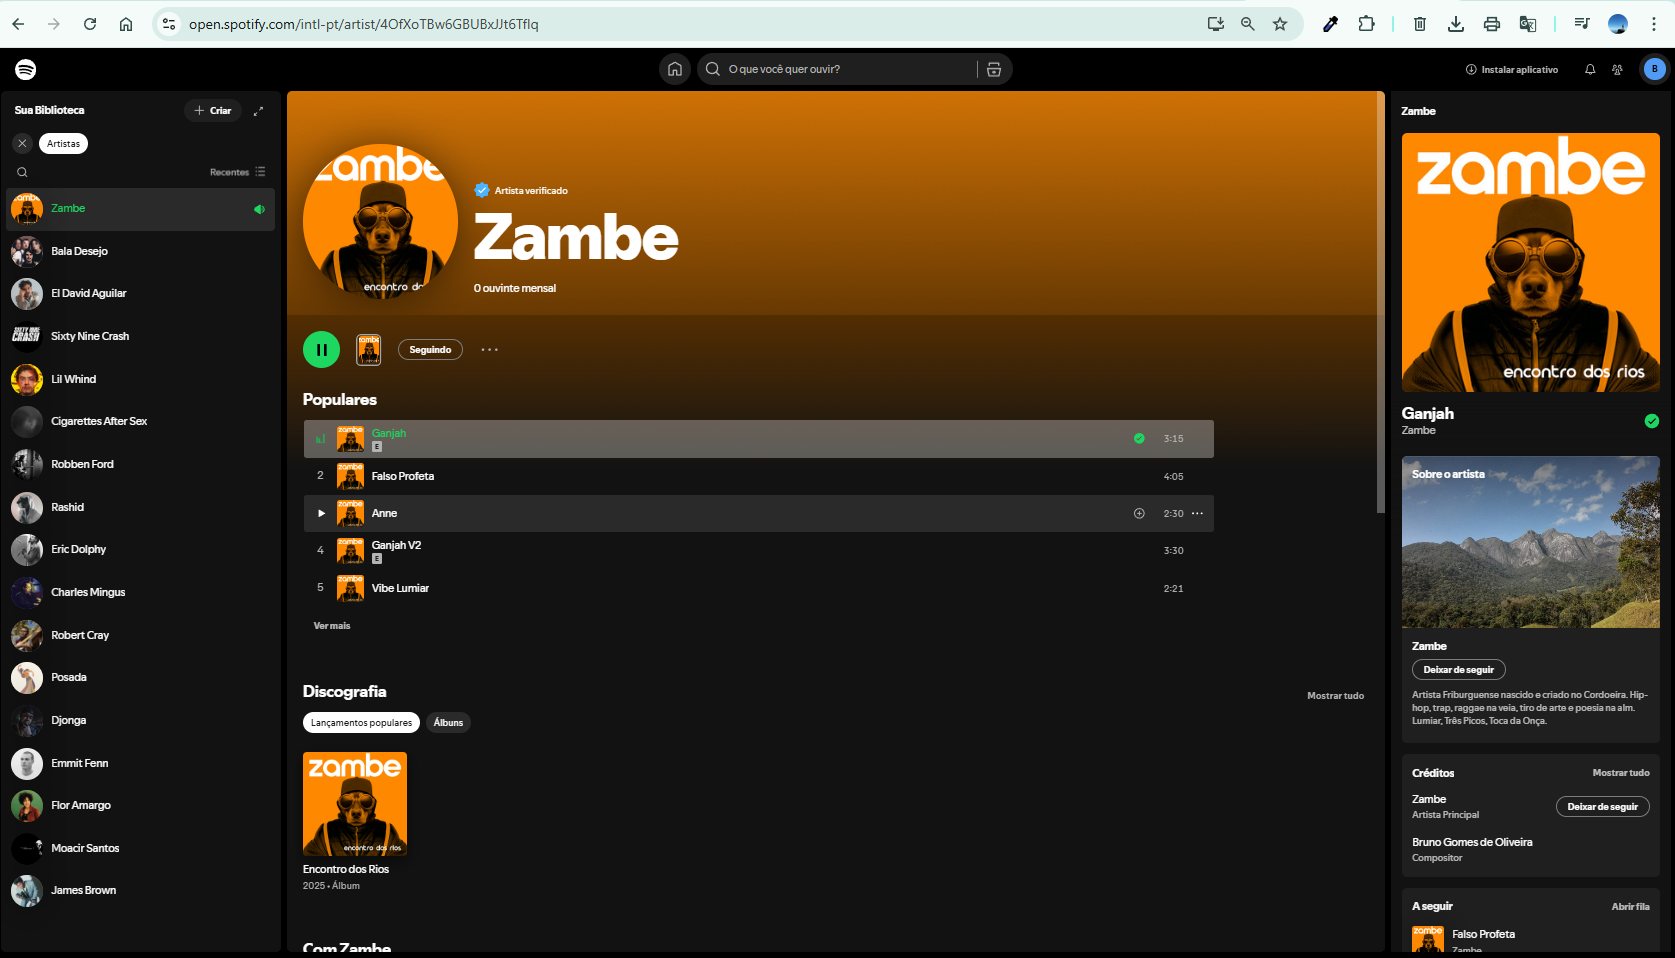 open.spotify.com/intl-pt/artist/4OfXoTBw6GBUBxJJt6Tflq
O que você quer ouvir?
Instalar aplicativo
B
Sua Biblioteca
Criar
Artistas
Recentes
Zambe
Bala Desejo
El David Aguilar
Sixty Nine Crash
Lil Whind
Cigarettes After Sex
Robben Ford
Rashid
Eric Dolphy
Charles Mingus
Robert Cray
Posada
Djonga
Emmit Fenn
Flor Amargo
Moacir Santos
James Brown
zambe
encontro dos
Artista verificado
Zambe
0 ouvinte mensal
Seguindo
Populares
Ganjah
E
3:15
2 Falso Profeta 4:05
Anne 2:30
4 Ganjah V2 3:30
E
5 Vibe Lumiar 2:21
Ver mais
Discografia
Mostrar tudo
Lançamentos populares
Álbuns
zambe
encontro dos rios
Encontro dos Rios
2025 • Álbum
Com Zambe
Zambe
zambe
encontro dos rios
Ganjah
Zambe
Sobre o artista
Zambe
Deixar de seguir
Artista Friburguense nascido e criado no Cordoeira. Hip-
hop, trap, raggae na veia, tiro de arte e poesia na alm.
Lumiar, Três Picos, Toca da Onça.
Créditos
Mostrar tudo
Zambe
Artista Principal
Deixar de seguir
Bruno Gomes de Oliveira
Compositor
A seguir
Abrir fila
zambe
Falso Profeta
Zambe